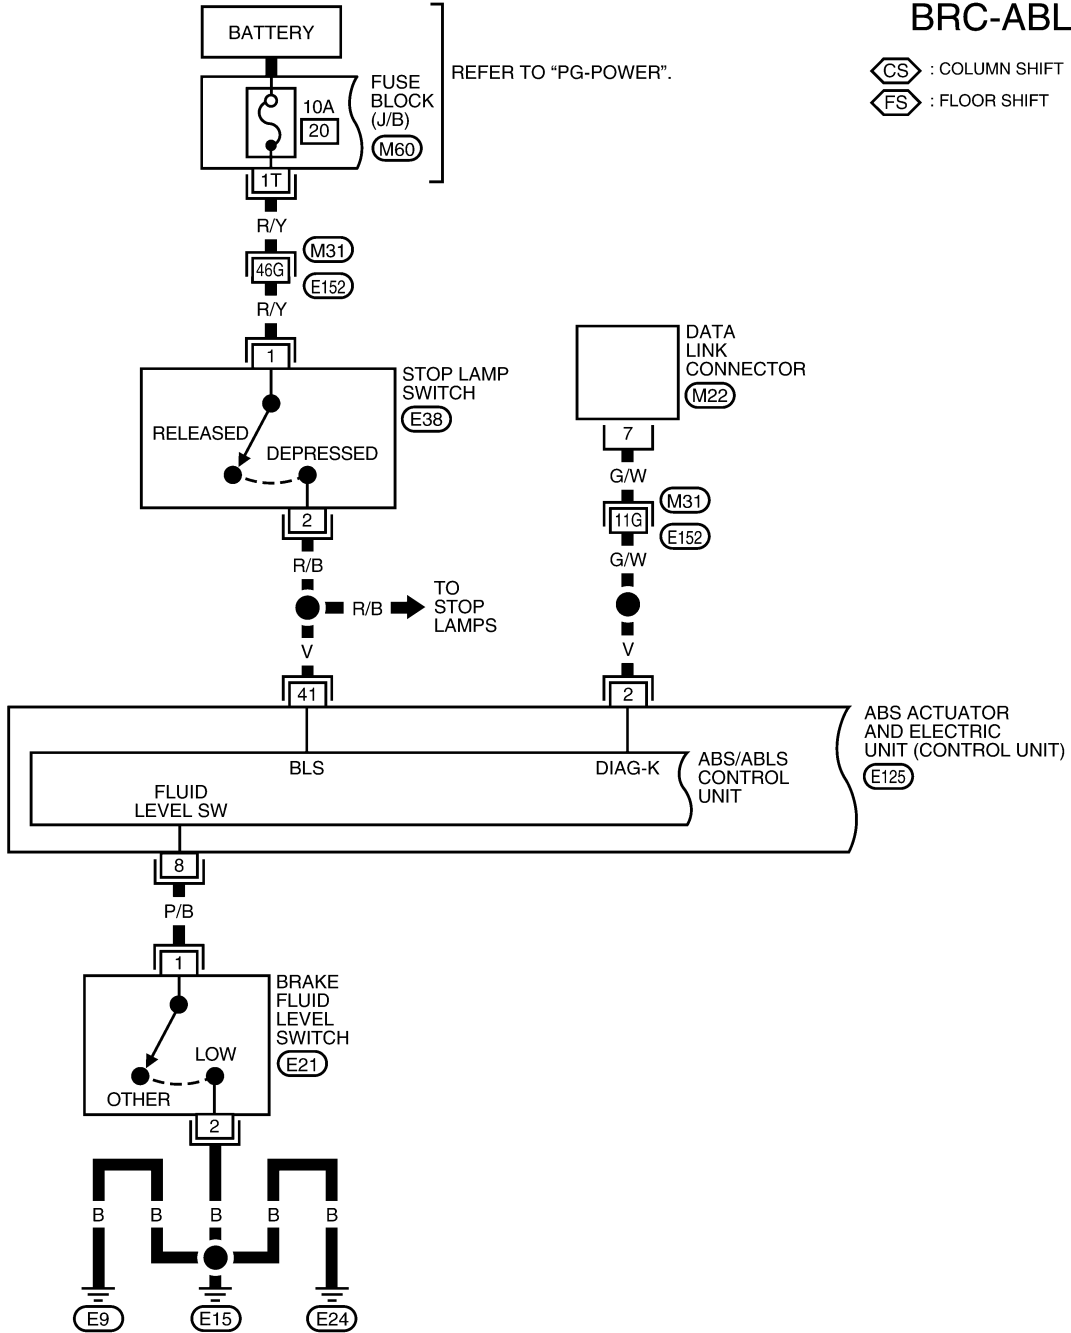 BRC-ABL
BATTERY
REFER TO “PG-POWER”.
CS : COLUMN SHIFT
FS : FLOOR SHIFT
FUSE
BLOCK
(J/B)
M60
10A
20
1T
R/Y
M31
46G
E152
R/Y
1
STOP LAMP
SWITCH
E38
RELEASED
DEPRESSED
2
R/B
R/B
TO
STOP
LAMPS
V
41
DATA
LINK
CONNECTOR
M22
7
G/W
M31
11G
E152
G/W
V
2
ABS ACTUATOR
AND ELECTRIC
UNIT (CONTROL UNIT)
E125
BLS
DIAG-K
ABS/ABLS
CONTROL
UNIT
FLUID
LEVEL SW
8
P/B
1
BRAKE
FLUID
LEVEL
SWITCH
E21
LOW
OTHER
2
B B B B B
E9 E15 E24